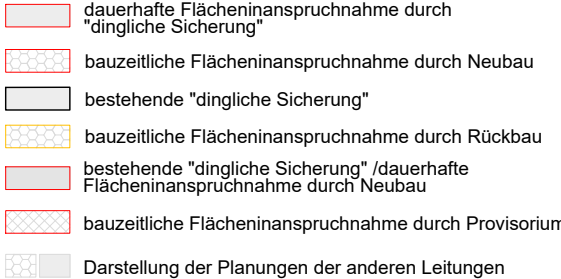 dauerhafte Flächeninanspruchnahme durch
"dingliche Sicherung"
bauzeitliche Flächeninanspruchnahme durch Neubau
bestehende "dingliche Sicherung"
bauzeitliche Flächeninanspruchnahme durch Rückbau
bestehende "dingliche Sicherung" /dauerhafte
Flächeninanspruchnahme durch Neubau
bauzeitliche Flächeninanspruchnahme durch Provisorium
Darstellung der Planungen der anderen Leitungen